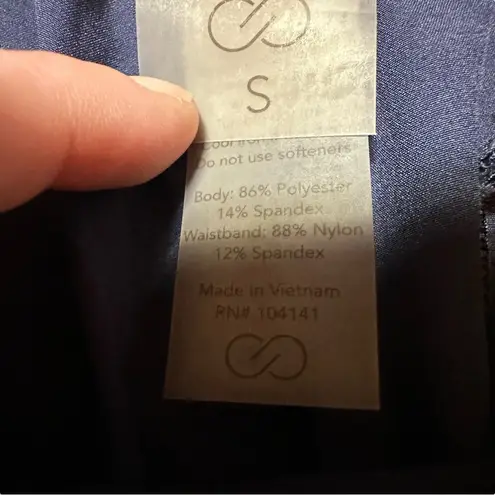 S
Do not use softeners
Body: 86% Polyester
14% Spandex
Waistband: 88% Nylon
12% Spandex
Made in Vietnam
RN# 104141